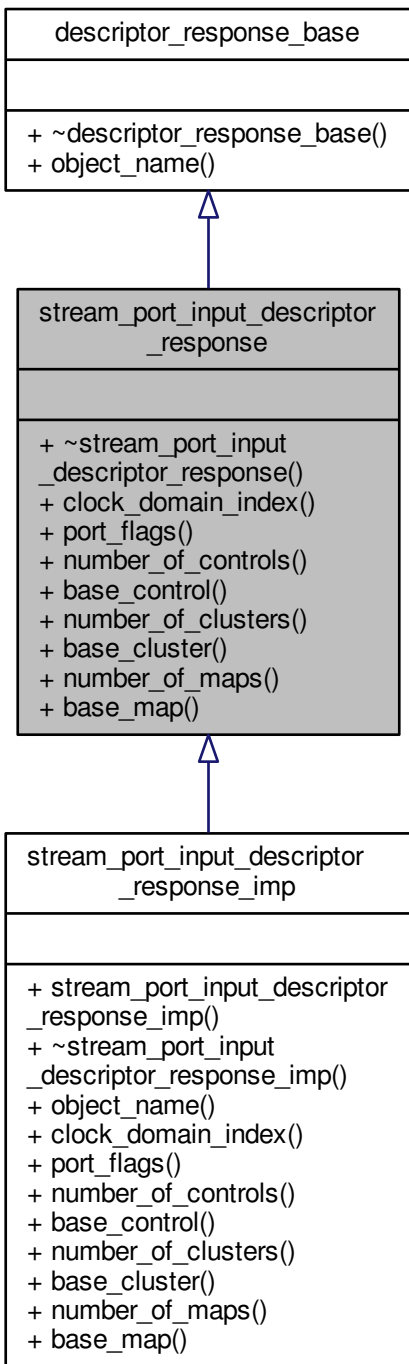 descriptor_response_base
+ ~descriptor_response_base()
+ object_name()
stream_port_input_descriptor
_response
+ ~stream_port_input
_descriptor_response()
+ clock_domain_index()
+ port_flags()
+ number_of_controls()
+ base_control()
+ number_of_clusters()
+ base_cluster()
+ number_of_maps()
+ base_map()
stream_port_input_descriptor
_response_imp
+ stream_port_input_descriptor
_response_imp()
+ ~stream_port_input
_descriptor_response_imp()
+ object_name()
+ clock_domain_index()
+ port_flags()
+ number_of_controls()
+ base_control()
+ number_of_clusters()
+ base_cluster()
+ number_of_maps()
+ base_map()